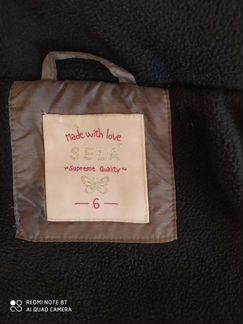 made with love
SELA
Supreme Quality
— 6 —
REDMI NOTE 8T
AI QUAD CAMERA